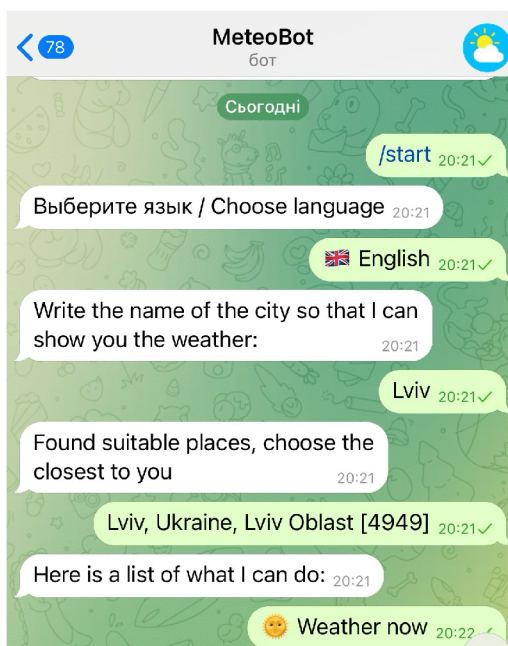 78
MeteoBot
бот
Сьогодні
/start 20:21
Выберите язык / Choose language 20:21
🇬🇧 English 20:21
Write the name of the city so that I can
show you the weather: 20:21
Lviv 20:21
Found suitable places, choose the
closest to you 20:21
Lviv, Ukraine, Lviv Oblast [4949] 20:21
Here is a list of what I can do: 20:21
🌞 Weather now 20:22